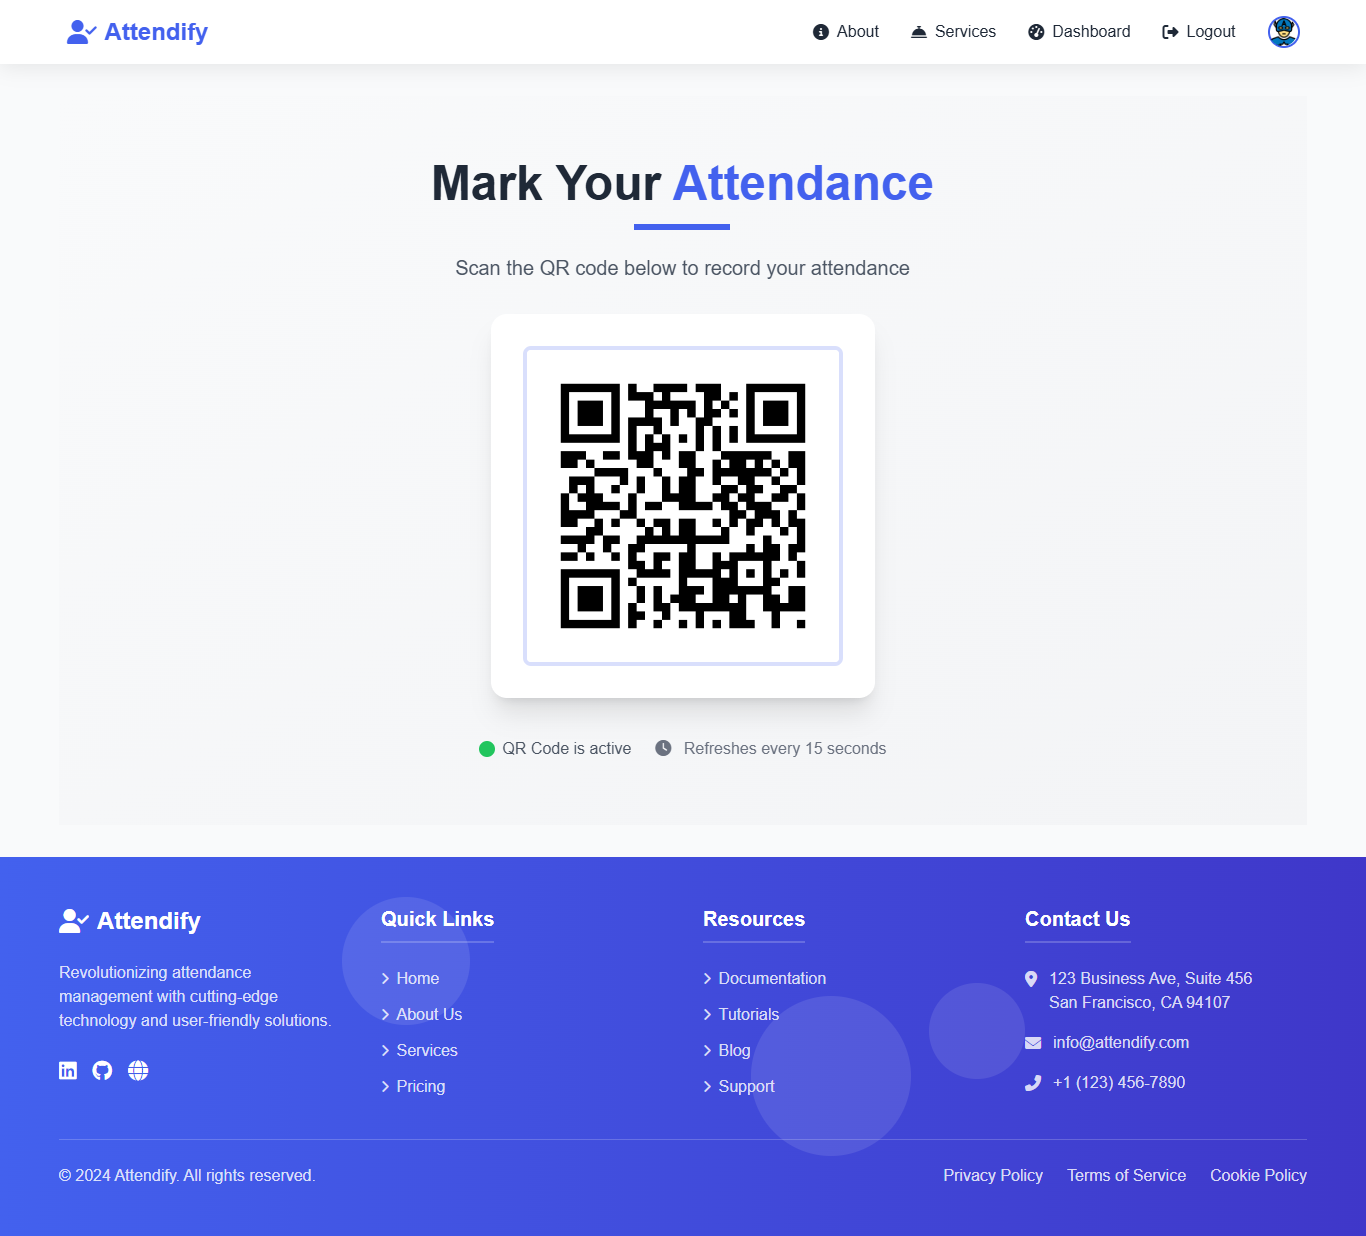 Attendify
About
Services
Dashboard
Logout
Mark Your Attendance
Scan the QR code below to record your attendance
QR Code is active
Refreshes every 15 seconds
Attendify
Revolutionizing attendance
management with cutting-edge
technology and user-friendly solutions.
Quick Links
Home
About Us
Services
Pricing
Resources
Documentation
Tutorials
Blog
Support
Contact Us
123 Business Ave, Suite 456
San Francisco, CA 94107
info@attendify.com
+1 (123) 456-7890
© 2024 Attendify. All rights reserved.
Privacy Policy
Terms of Service
Cookie Policy